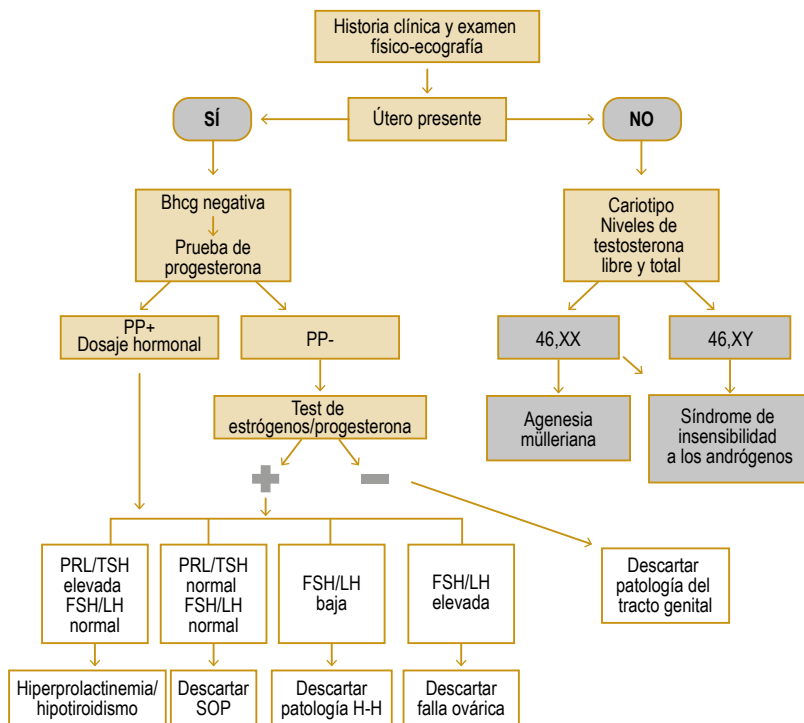 Historia clínica y examen
físico-ecografía
SÍ
Útero presente
NO
Bhcg negativa
Prueba de
progesterona
Cariotipo
Niveles de
testosterona
libre y total
PP+
Dosaje hormonal
PP-
46,XX
46,XY
Test de
estrógenos/progesterona
Agenesia
mülleriana
Síndrome de
insensibilidad
a los andrógenos
PRL/TSH
elevada
FSH/LH
normal
PRL/TSH
normal
FSH/LH
normal
FSH/LH
baja
FSH/LH
elevada
Descartar
patología del
tracto genital
Hiperprolactinemia/
hipotiroidismo
Descartar
SOP
Descartar
patología H-H
Descartar
falla ovárica